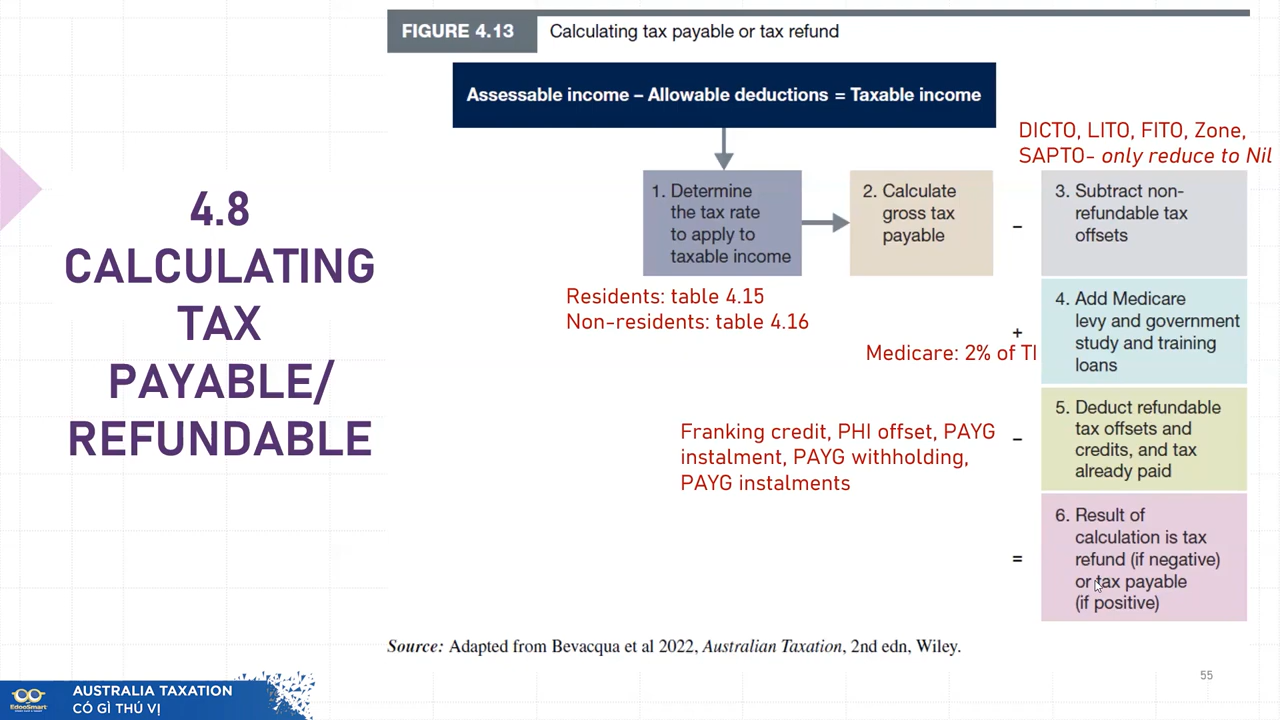 FIGURE 4.13
Calculating tax payable or tax refund
Assessable income – Allowable deductions = Taxable income
DICTO, LITO, FITO, Zone,
SAPTO- only reduce to Nil
4.8
CALCULATING
TAX
PAYABLE/
REFUNDABLE
1. Determine
the tax rate
to apply to
taxable income
2. Calculate
gross tax
payable
–
3. Subtract non-
refundable tax
offsets
Residents: table 4.15
Non-residents: table 4.16
+
Medicare: 2% of TI
4. Add Medicare
levy and government
study and training
loans
Franking credit, PHI offset, PAYG
instalment, PAYG withholding,
PAYG instalments
–
5. Deduct refundable
tax offsets and
credits, and tax
already paid
=
6. Result of
calculation is tax
refund (if negative)
or tax payable
(if positive)
Source: Adapted from Bevacqua et al 2022, Australian Taxation, 2nd edn, Wiley.
55
EdooSmart
AUSTRALIA TAXATION
CÓ GÌ THÚ VỊ